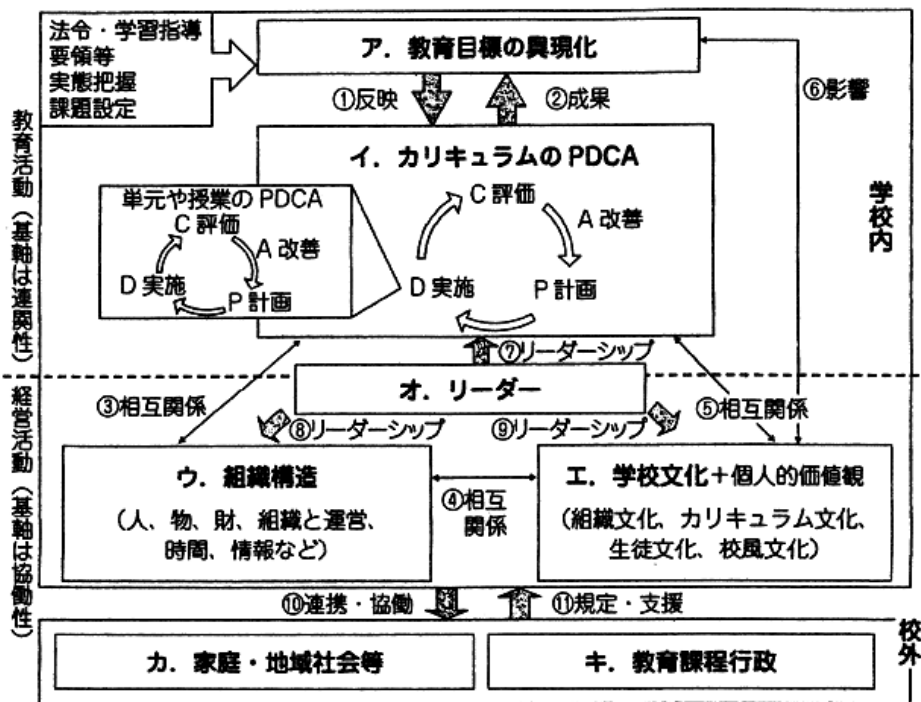 法令・学習指導
要領等
実態把握
課題設定
ア．教育目標の具現化
①反映
②成果
⑥影響
教育活動（基軸は連関性）
学校内
イ．カリキュラムの PDCA
単元や授業の PDCA
C 評価
A 改善
D 実施
P 計画
C 評価
A 改善
D 実施
P 計画
⑦リーダーシップ
オ．リーダー
③相互関係
⑤相互関係
⑧リーダーシップ
⑨リーダーシップ
経営活動（基軸は協働性）
ウ．組織構造
（人、物、財、組織と運営、
時間、情報など）
④相互
関係
エ．学校文化＋個人的価値観
（組織文化、カリキュラム文化、
生徒文化、校風文化）
⑩連携・協働
⑪規定・支援
校外
カ．家庭・地域社会等
キ．教育課程行政